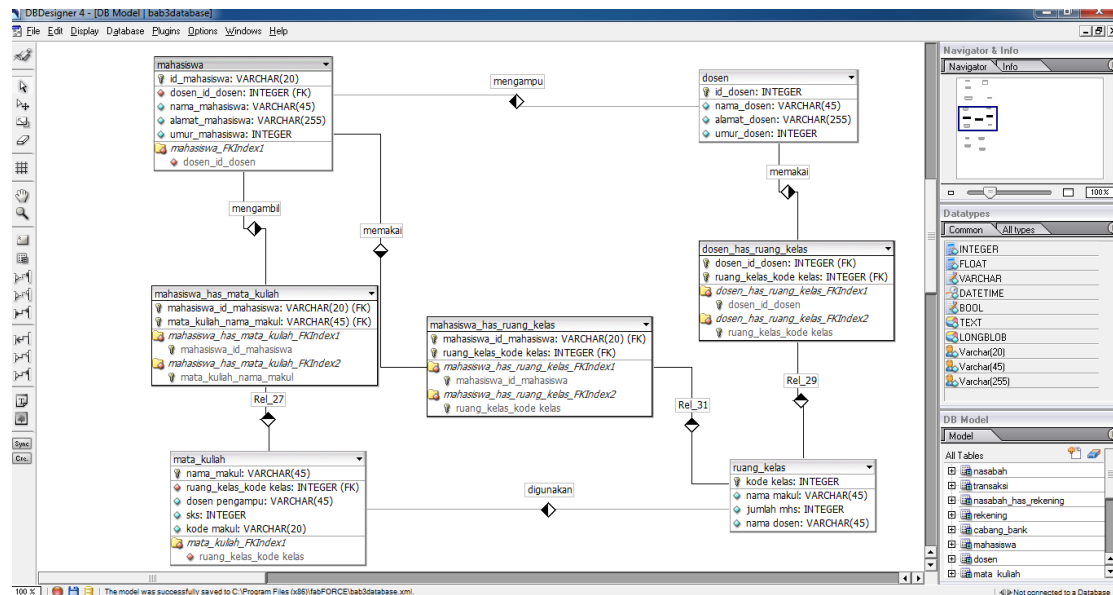 DBDesigner 4 - [DB Model | bab3database]
File Edit Display Database Plugins Options Windows Help
mahasiswa
id_mahasiswa: VARCHAR(20)
dosen_id_dosen: INTEGER (FK)
nama_mahasiswa: VARCHAR(45)
alamat_mahasiswa: VARCHAR(255)
umur_mahasiswa: INTEGER
mahasiswa_FKIndex1
dosen_id_dosen
mengampu
dosen
id_dosen: INTEGER
nama_dosen: VARCHAR(45)
alamat_dosen: VARCHAR(255)
umur_dosen: INTEGER
mengambil
memakai
memakai
mahasiswa_has_mata_kuliah
mahasiswa_id_mahasiswa: VARCHAR(20) (FK)
mata_kuliah_nama_makul: VARCHAR(45) (FK)
mahasiswa_has_mata_kuliah_FKIndex1
mahasiswa_id_mahasiswa
mahasiswa_has_mata_kuliah_FKIndex2
mata_kuliah_nama_makul
mahasiswa_has_ruang_kelas
mahasiswa_id_mahasiswa: VARCHAR(20) (FK)
ruang_kelas_kode kelas: INTEGER (FK)
mahasiswa_has_ruang_kelas_FKIndex1
mahasiswa_id_mahasiswa
mahasiswa_has_ruang_kelas_FKIndex2
ruang_kelas_kode kelas
dosen_has_ruang_kelas
dosen_id_dosen: INTEGER (FK)
ruang_kelas_kode kelas: INTEGER (FK)
dosen_has_ruang_kelas_FKIndex1
dosen_id_dosen
dosen_has_ruang_kelas_FKIndex2
ruang_kelas_kode kelas
Rel_27
Rel_31
Rel_29
mata_kuliah
nama_makul: VARCHAR(45)
ruang_kelas_kode kelas: INTEGER (FK)
dosen pengampu: VARCHAR(45)
sks: INTEGER
kode makul: VARCHAR(20)
mata_kuliah_FKIndex1
ruang_kelas_kode kelas
digunakan
ruang_kelas
kode kelas: INTEGER
nama makul: VARCHAR(45)
jumlah mhs: INTEGER
nama dosen: VARCHAR(45)
Sync
Navigator & Info
Navigator Info
100%
Datatypes
Common All types
INTEGER
FLOAT
VARCHAR
DATETIME
BOOL
TEXT
LONGBLOB
Varchar(20)
Varchar(45)
Varchar(255)
DB Model
Model
All Tables
nasabah
transaksi
nasabah_has_rekening
rekening
cabang_bank
mahasiswa
dosen
mata_kuliah
100 % The model was successfully saved to C:\Program Files (x86)\fabFORCE\bab3database.xml. Not connected to a Database